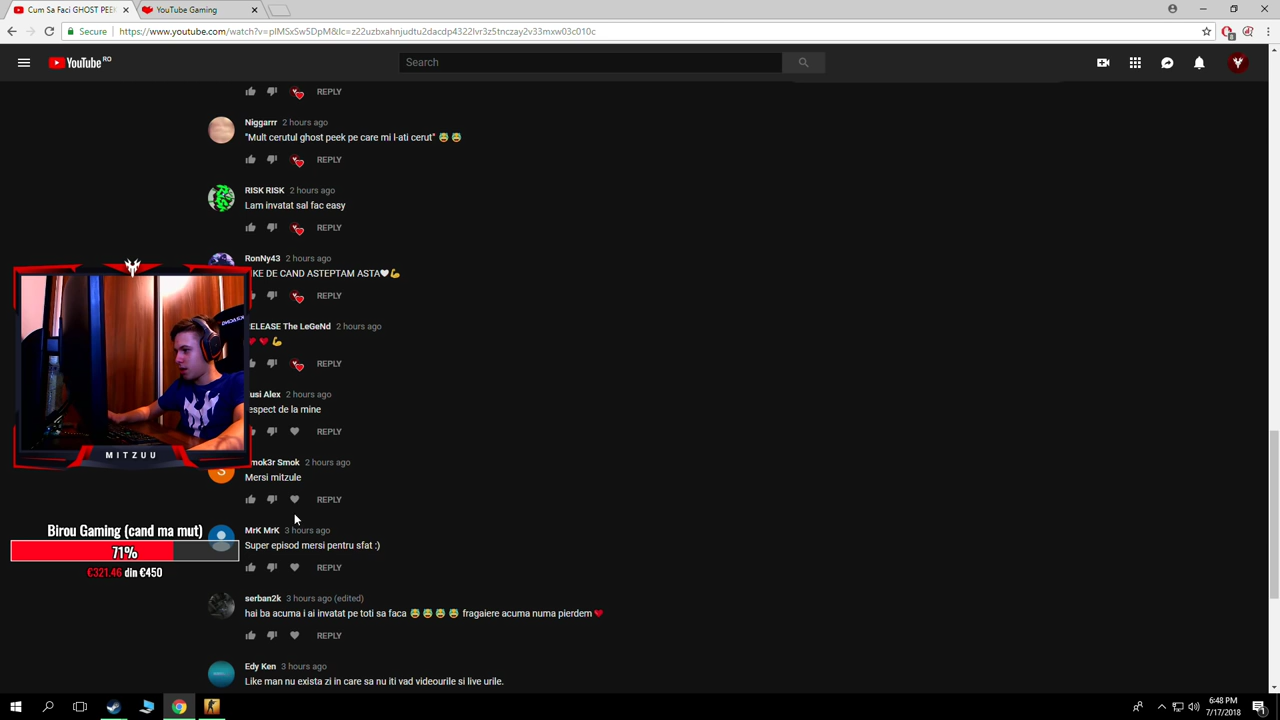 Cum Sa Faci GHOST PEEK
YouTube Gaming
Secure
https://www.youtube.com/watch?v=pIMSxSw5DpM&lc=z22uzbxahnjudtu2dacdp4322lvr3z5tnczay2v33mxw03c010c
YouTube RO
Search
REPLY
Niggarrr 2 hours ago
"Mult cerutul ghost peek pe care mi l-ati cerut" 😂 😂
REPLY
RISK RISK 2 hours ago
Lam invatat sal fac easy
REPLY
RonNy43 2 hours ago
KE DE CAND ASTEPTAM ASTA🤍💪
REPLY
ELEASE The LeGeNd 2 hours ago
❤ ❤ 💪
REPLY
usi Alex 2 hours ago
espect de la mine
REPLY
mok3r Smok 2 hours ago
Mersi mitzule
REPLY
MrK MrK 3 hours ago
Super episod mersi pentru sfat :)
REPLY
serban2k 3 hours ago (edited)
hai ba acuma i ai invatat pe toti sa faca 😂 😂 😂 😂 fragaiere acuma numa pierdem ❤
REPLY
Edy Ken 3 hours ago
Like man nu exista zi in care sa nu iti vad videourile si live urile.
MITZUU
Birou Gaming (cand ma mut)
71%
€321.46 din €450
6:48 PM
7/17/2018